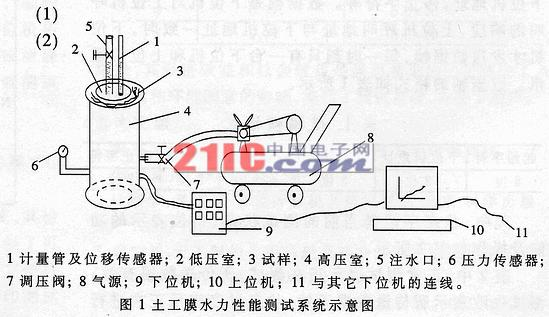 (1)
(2)
5
1
2
3
4
6
7
8
9
10
11
21IC.com
中国电子网
1 计量管及位移传感器；2 低压室；3 试样；4 高压室；5 注水口；6 压力传感器；
7 调压阀；8 气源；9 下位机；10 上位机；11 与其它下位机的连线。
图 1 土工膜水力性能测试系统示意图